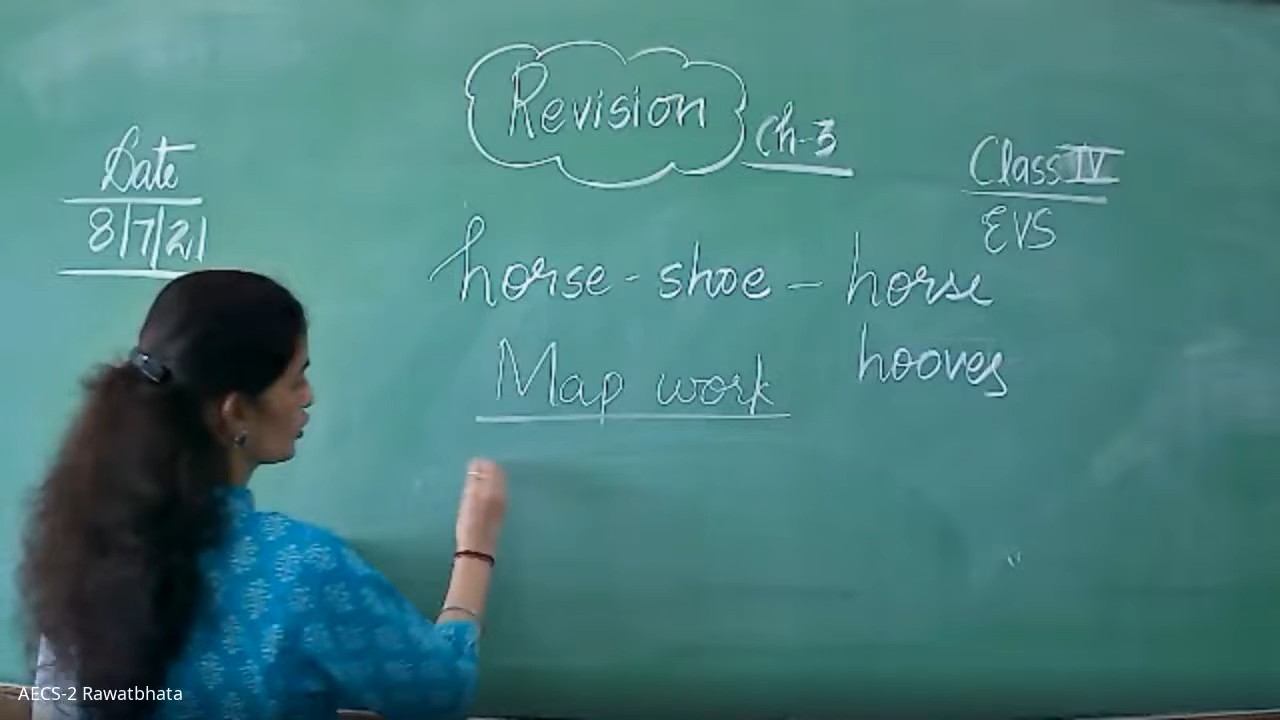 Revision Ch-3
Date
8/7/21
Class IV
EVS
horse - shoe - horse
hooves
Map work
AECS-2 Rawatbhata